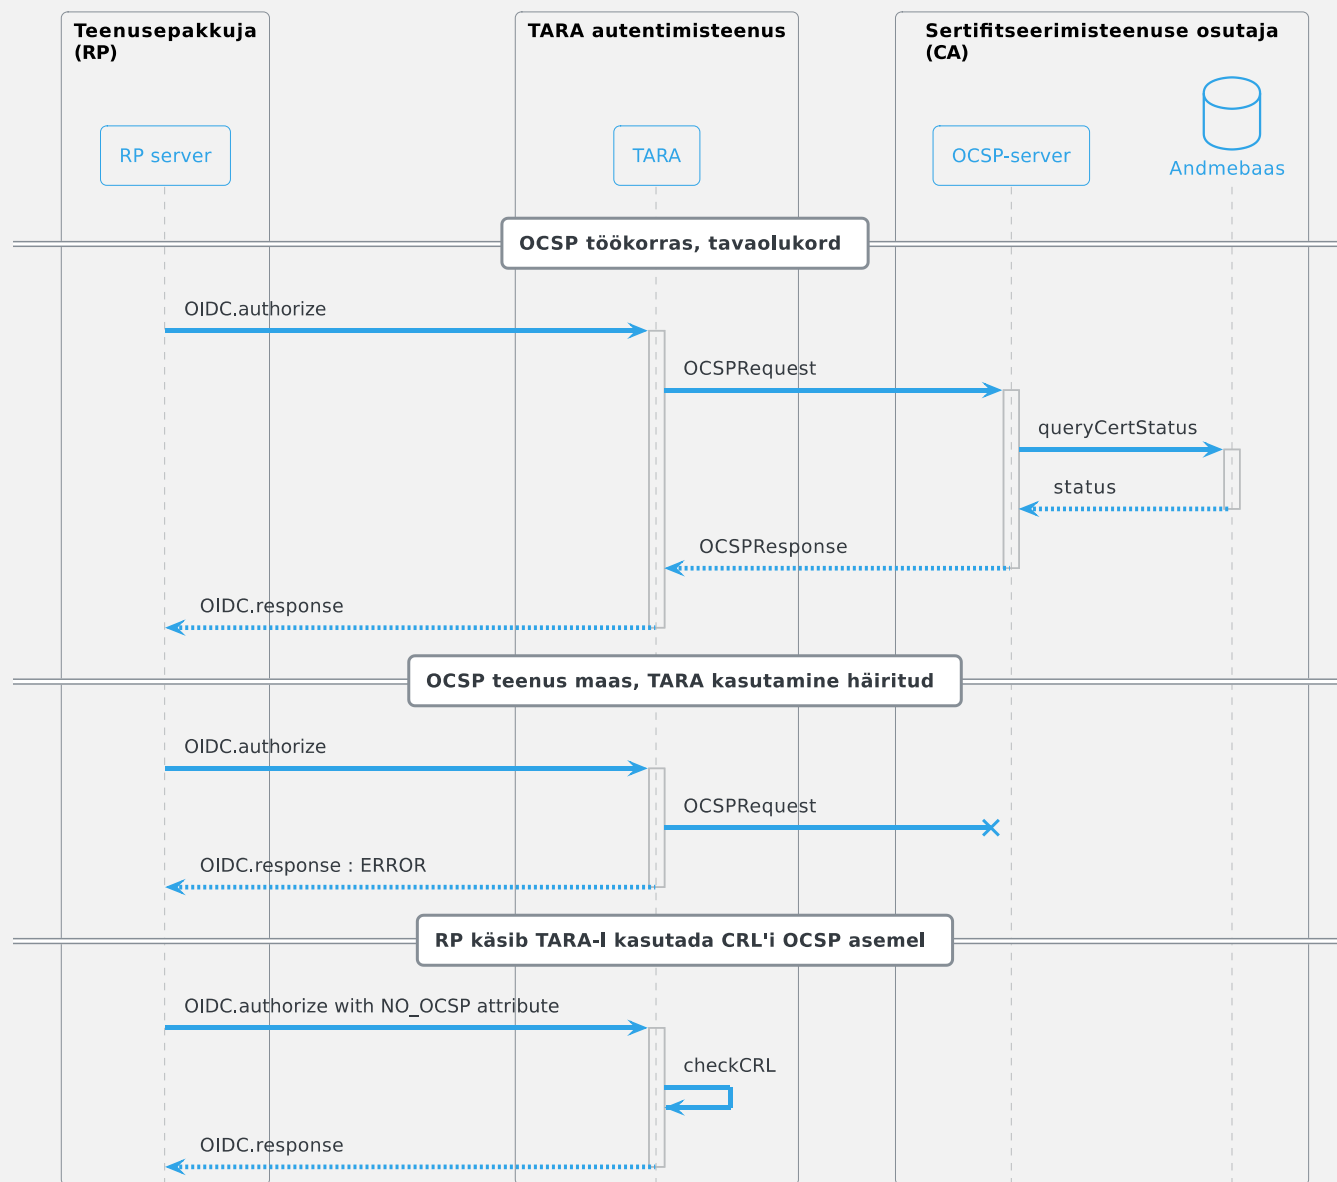 Teenusepakkuja
(RP)
TARA autentimisteenus
Sertifitseerimisteenuse osutaja
(CA)
RP server
TARA
OCSP-server
Andmebaas
OCSP töökorras, tavaolukord
OIDC.authorize
OCSPRequest
queryCertStatus
status
OCSPResponse
OIDC.response
OCSP teenus maas, TARA kasutamine häiritud
OIDC.authorize
OCSPRequest
OIDC.response : ERROR
RP käsib TARA-l kasutada CRL'i OCSP asemel
OIDC.authorize with NO_OCSP attribute
checkCRL
OIDC.response